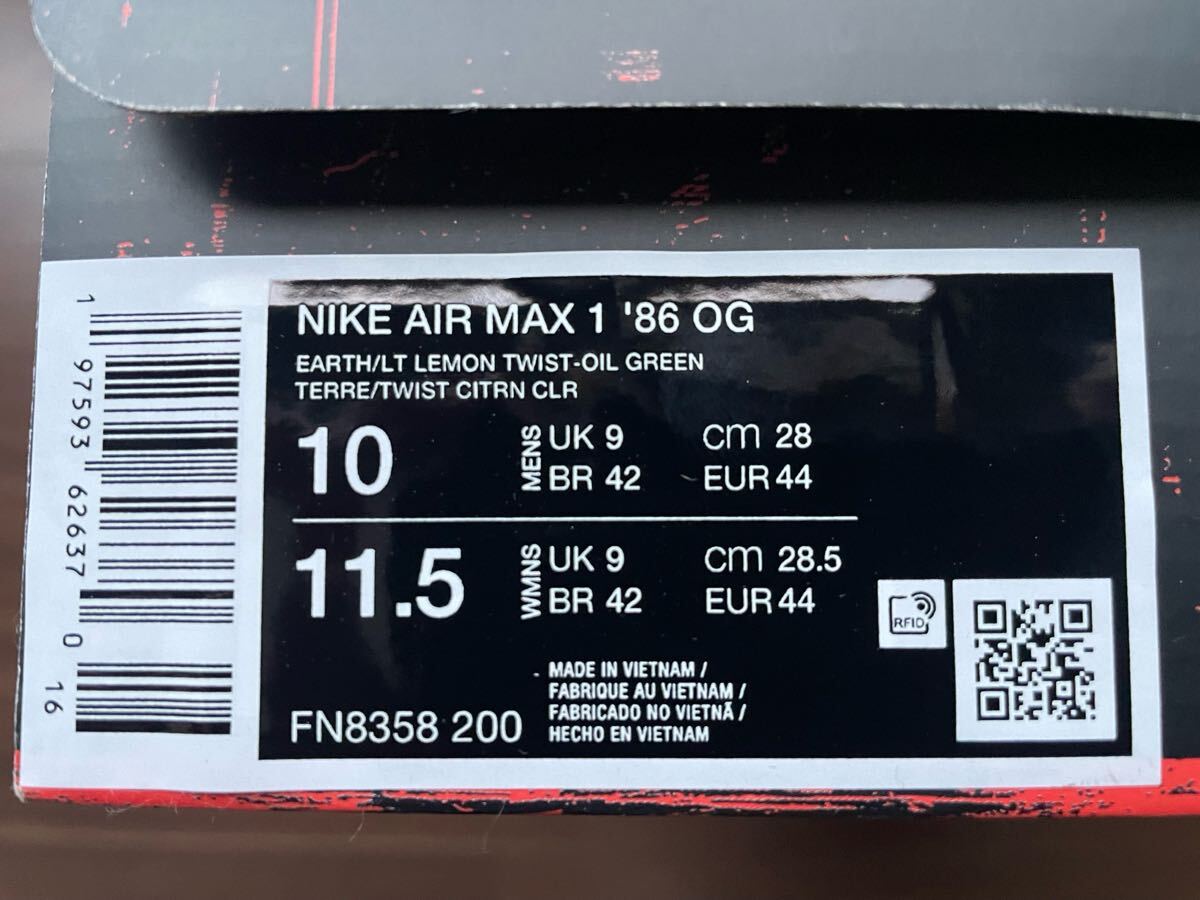 NIKE AIR MAX 1 '86 OG
EARTH/LT LEMON TWIST-OIL GREEN
TERRE/TWIST CITRN CLR
10 MENS UK 9 cm 28
BR 42 EUR 44
11.5 WMNS UK 9 cm 28.5
BR 42 EUR 44
RFID
MADE IN VIETNAM /
FABRIQUE AU VIETNAM /
FABRICADO NO VIETNÃ /
HECHO EN VIETNAM
FN8358 200
1 97593 62637 0 16